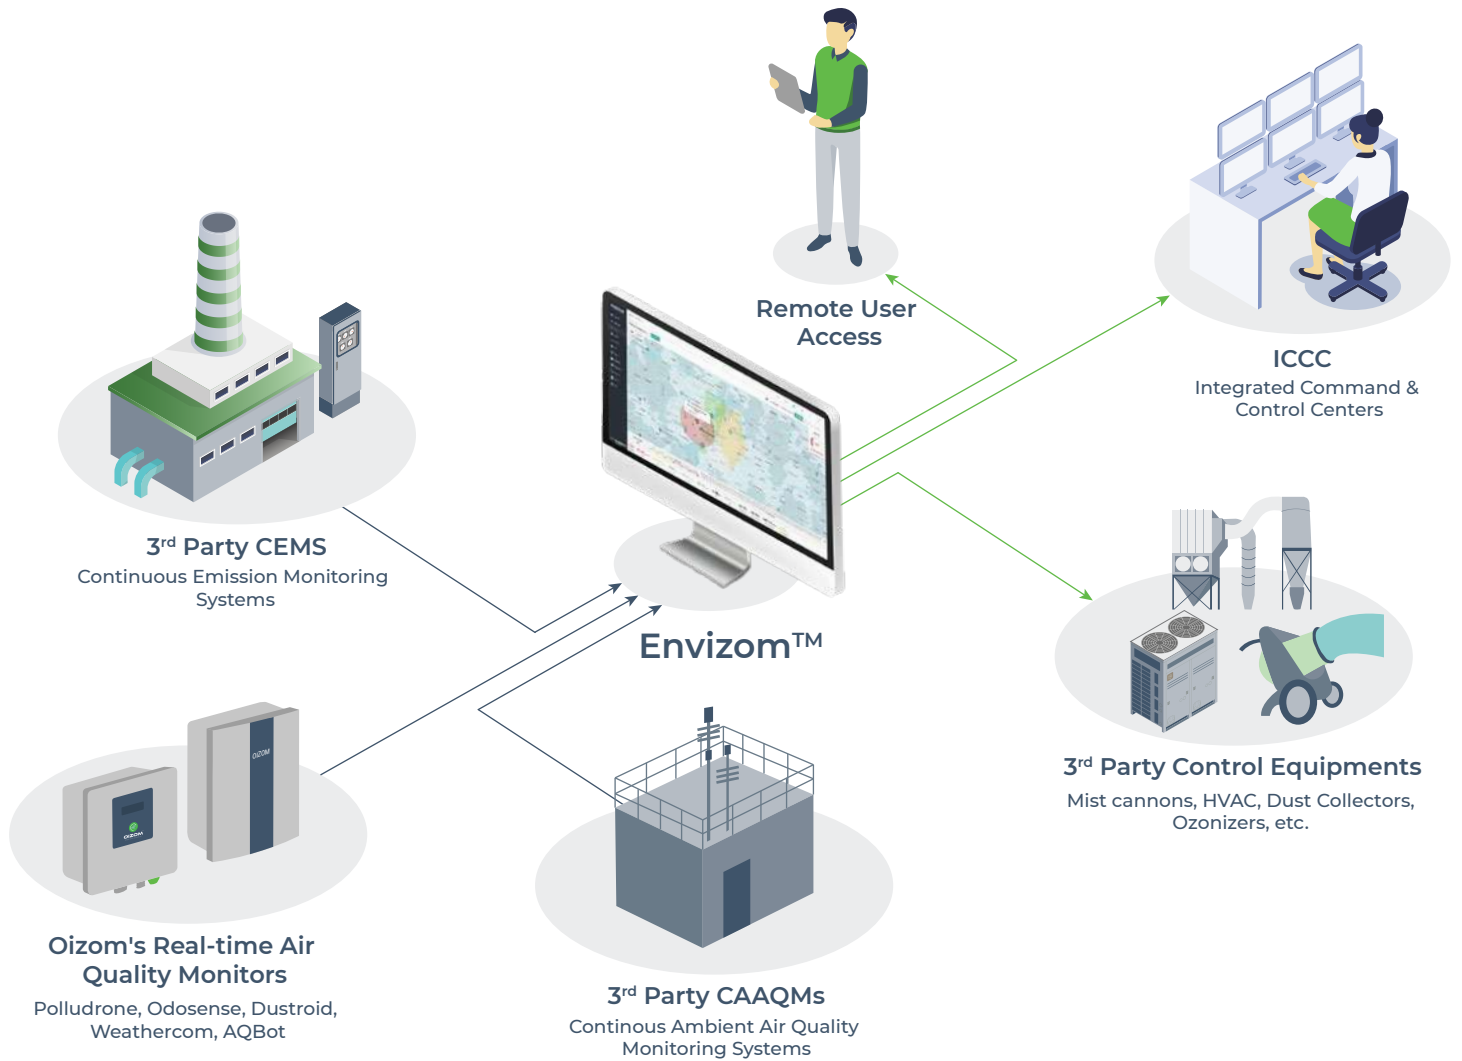 Remote User
Access
ICCC
Integrated Command &
Control Centers
3rd Party CEMS
Continuous Emission Monitoring
Systems
Envizom™
OIZOM
OIZOM
3rd Party Control Equipments
Mist cannons, HVAC, Dust Collectors,
Ozonizers, etc.
Oizom's Real-time Air
Quality Monitors
Polludrone, Odosense, Dustroid,
Weathercom, AQBot
3rd Party CAAQMs
Continous Ambient Air Quality
Monitoring Systems